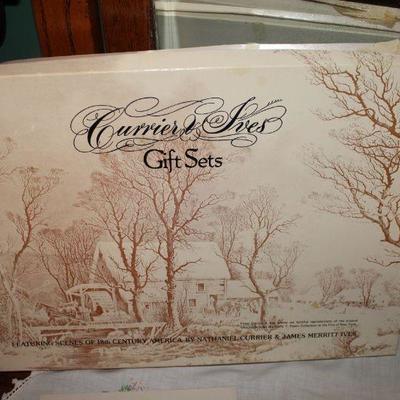 Currier & Ives
Gift Sets
FEATURING SCENES OF 19th CENTURY AMERICA BY NATHANIEL CURRIER & JAMES MERRITT IVES